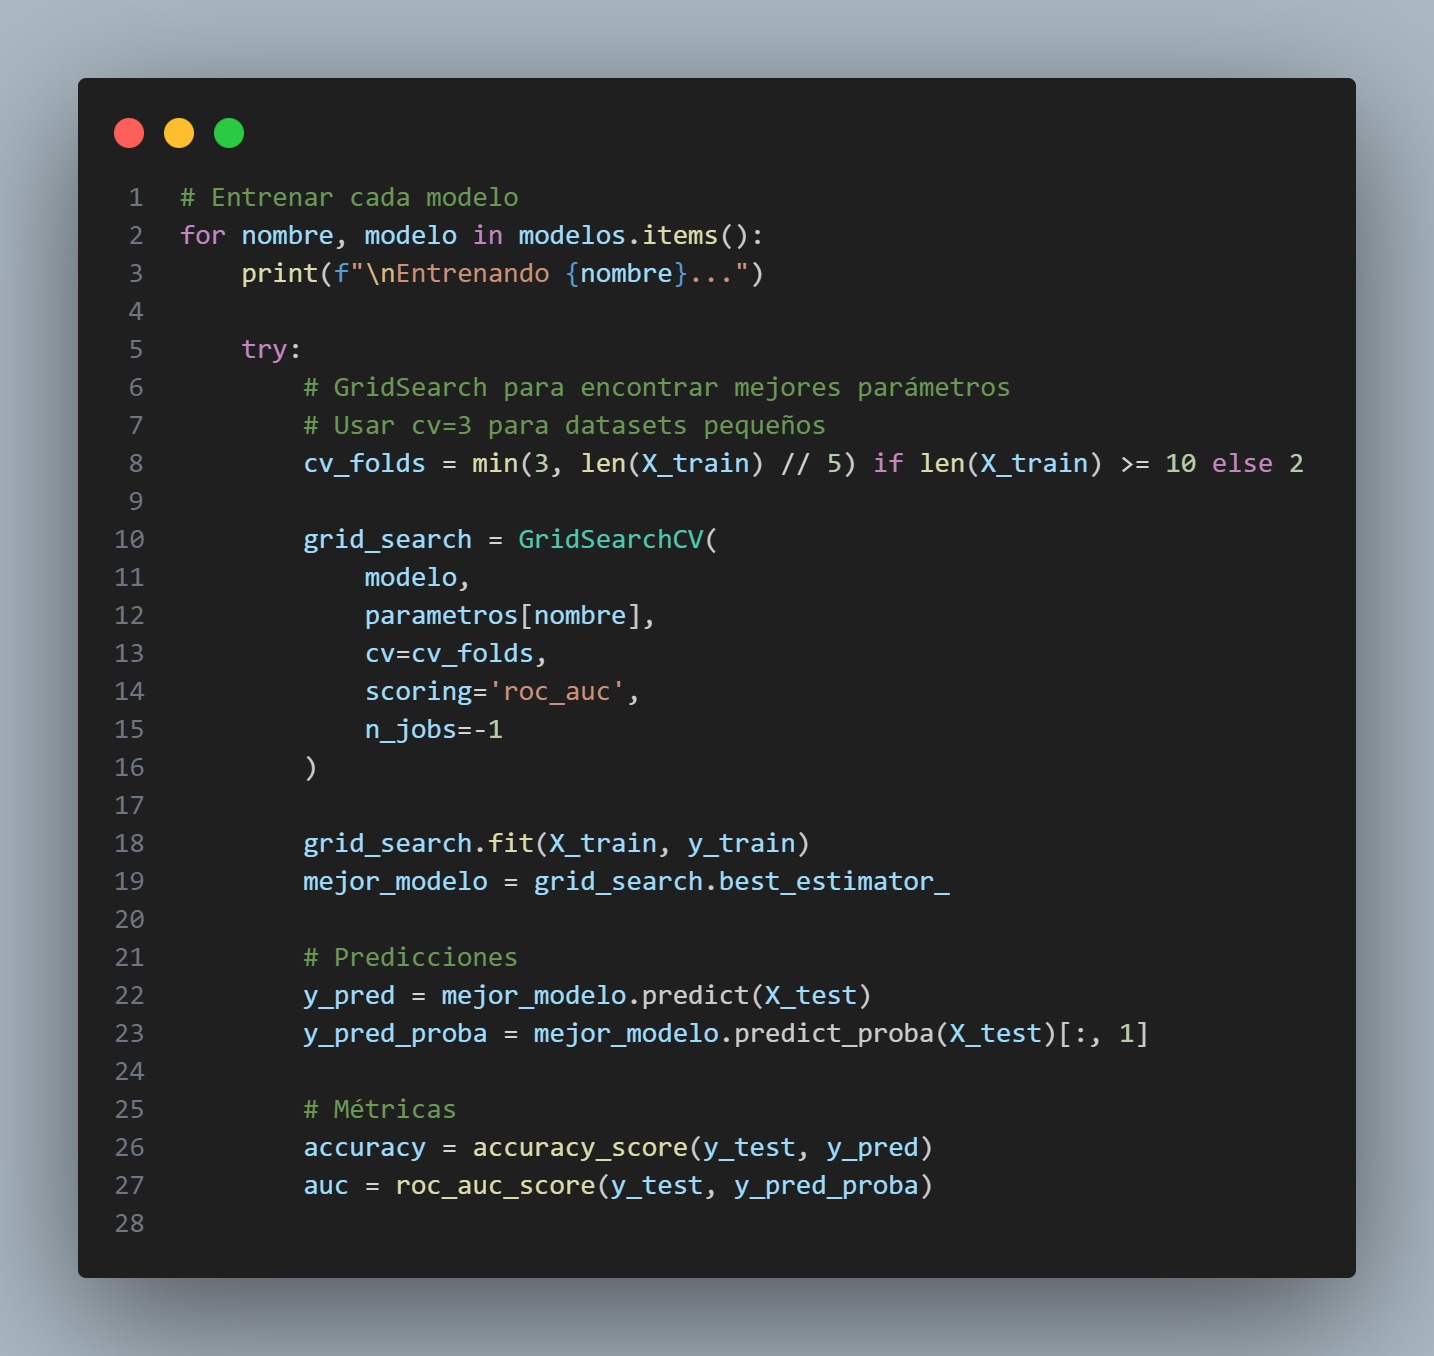 1 # Entrenar cada modelo
2 for nombre, modelo in modelos.items():
3     print(f"\nEntrenando {nombre}...")
4
5     try:
6         # GridSearch para encontrar mejores parámetros
7         # Usar cv=3 para datasets pequeños
8         cv_folds = min(3, len(X_train) // 5) if len(X_train) >= 10 else 2
9
10         grid_search = GridSearchCV(
11             modelo,
12             parametros[nombre],
13             cv=cv_folds,
14             scoring='roc_auc',
15             n_jobs=-1
16         )
17
18         grid_search.fit(X_train, y_train)
19         mejor_modelo = grid_search.best_estimator_
20
21         # Predicciones
22         y_pred = mejor_modelo.predict(X_test)
23         y_pred_proba = mejor_modelo.predict_proba(X_test)[:, 1]
24
25         # Métricas
26         accuracy = accuracy_score(y_test, y_pred)
27         auc = roc_auc_score(y_test, y_pred_proba)
28